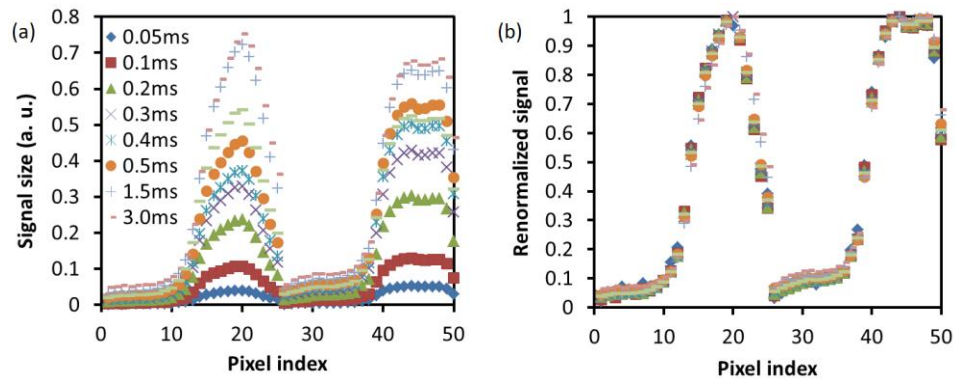 (a)
Signal size (a. u.)
0.8
0.7
0.6
0.5
0.4
0.3
0.2
0.1
0
0.05ms
0.1ms
0.2ms
0.3ms
0.4ms
0.5ms
1.5ms
3.0ms
0 10 20 30 40 50
Pixel index
(b)
Renormalized signal
1
0.9
0.8
0.7
0.6
0.5
0.4
0.3
0.2
0.1
0
0 10 20 30 40 50
Pixel index